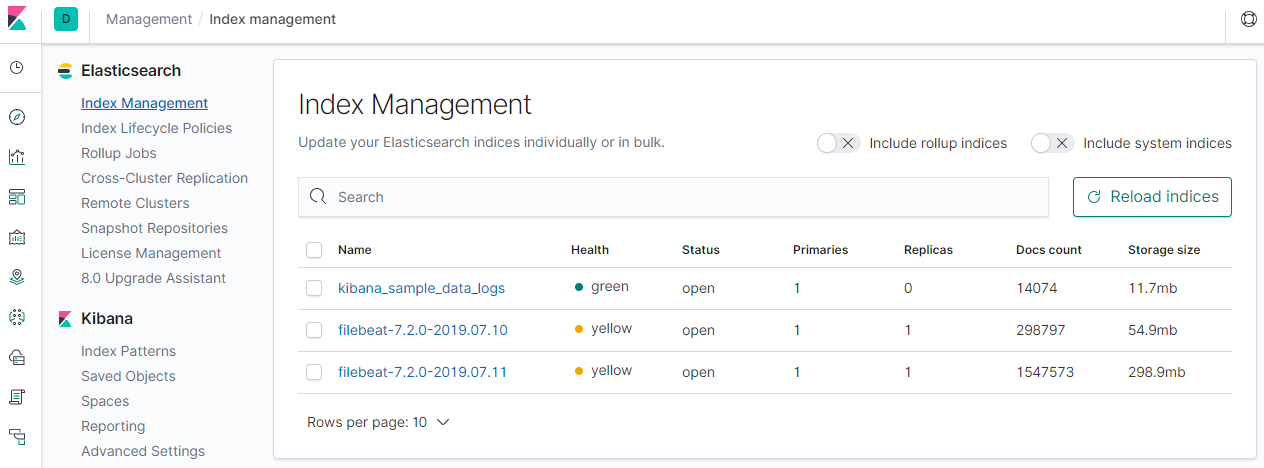 D Management / Index management
Elasticsearch
Index Management
Index Lifecycle Policies
Rollup Jobs
Cross-Cluster Replication
Remote Clusters
Snapshot Repositories
License Management
8.0 Upgrade Assistant
Kibana
Index Patterns
Saved Objects
Spaces
Reporting
Advanced Settings
Index Management
Update your Elasticsearch indices individually or in bulk.
Include rollup indices Include system indices
Search Reload indices
Name Health Status Primaries Replicas Docs count Storage size
kibana_sample_data_logs green open 1 0 14074 11.7mb
filebeat-7.2.0-2019.07.10 yellow open 1 1 298797 54.9mb
filebeat-7.2.0-2019.07.11 yellow open 1 1 1547573 298.9mb
Rows per page: 10